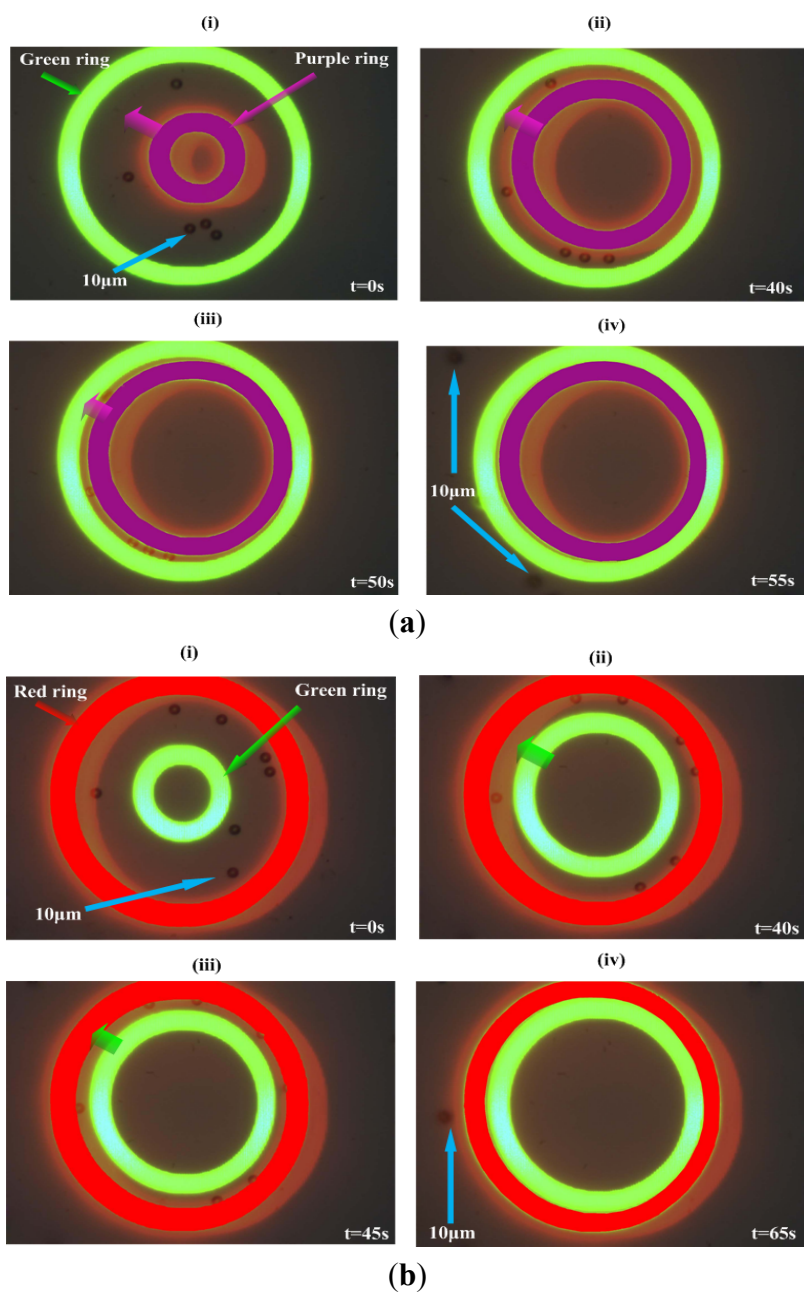 (i)
(ii)
Green ring
Purple ring
10μm
t=0s
t=40s
(iii)
(iv)
10μm
t=50s
t=55s
(a)
(i)
(ii)
Red ring
Green ring
10μm
t=0s
t=40s
(iii)
(iv)
10μm
t=45s
t=65s
(b)